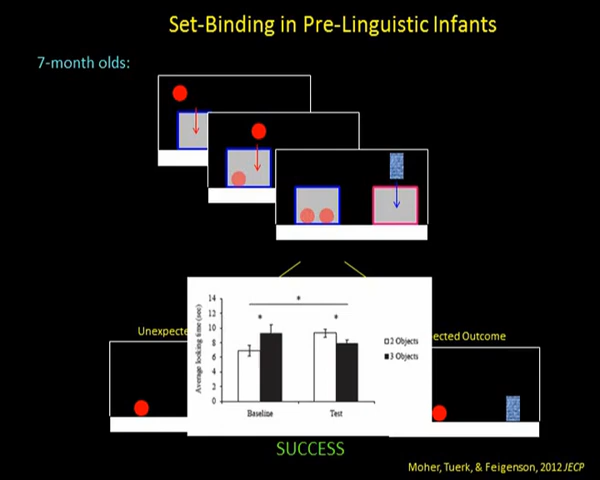 Set-Binding in Pre-Linguistic Infants
7-month olds:
Unexpecte
ected Outcome
14
12
10
8
6
4
2
0
Average looking time (sec)
*
*
*
2 Objects
3 Objects
Baseline
Test
SUCCESS
Moher, Tuerk, & Feigenson, 2012 JECP